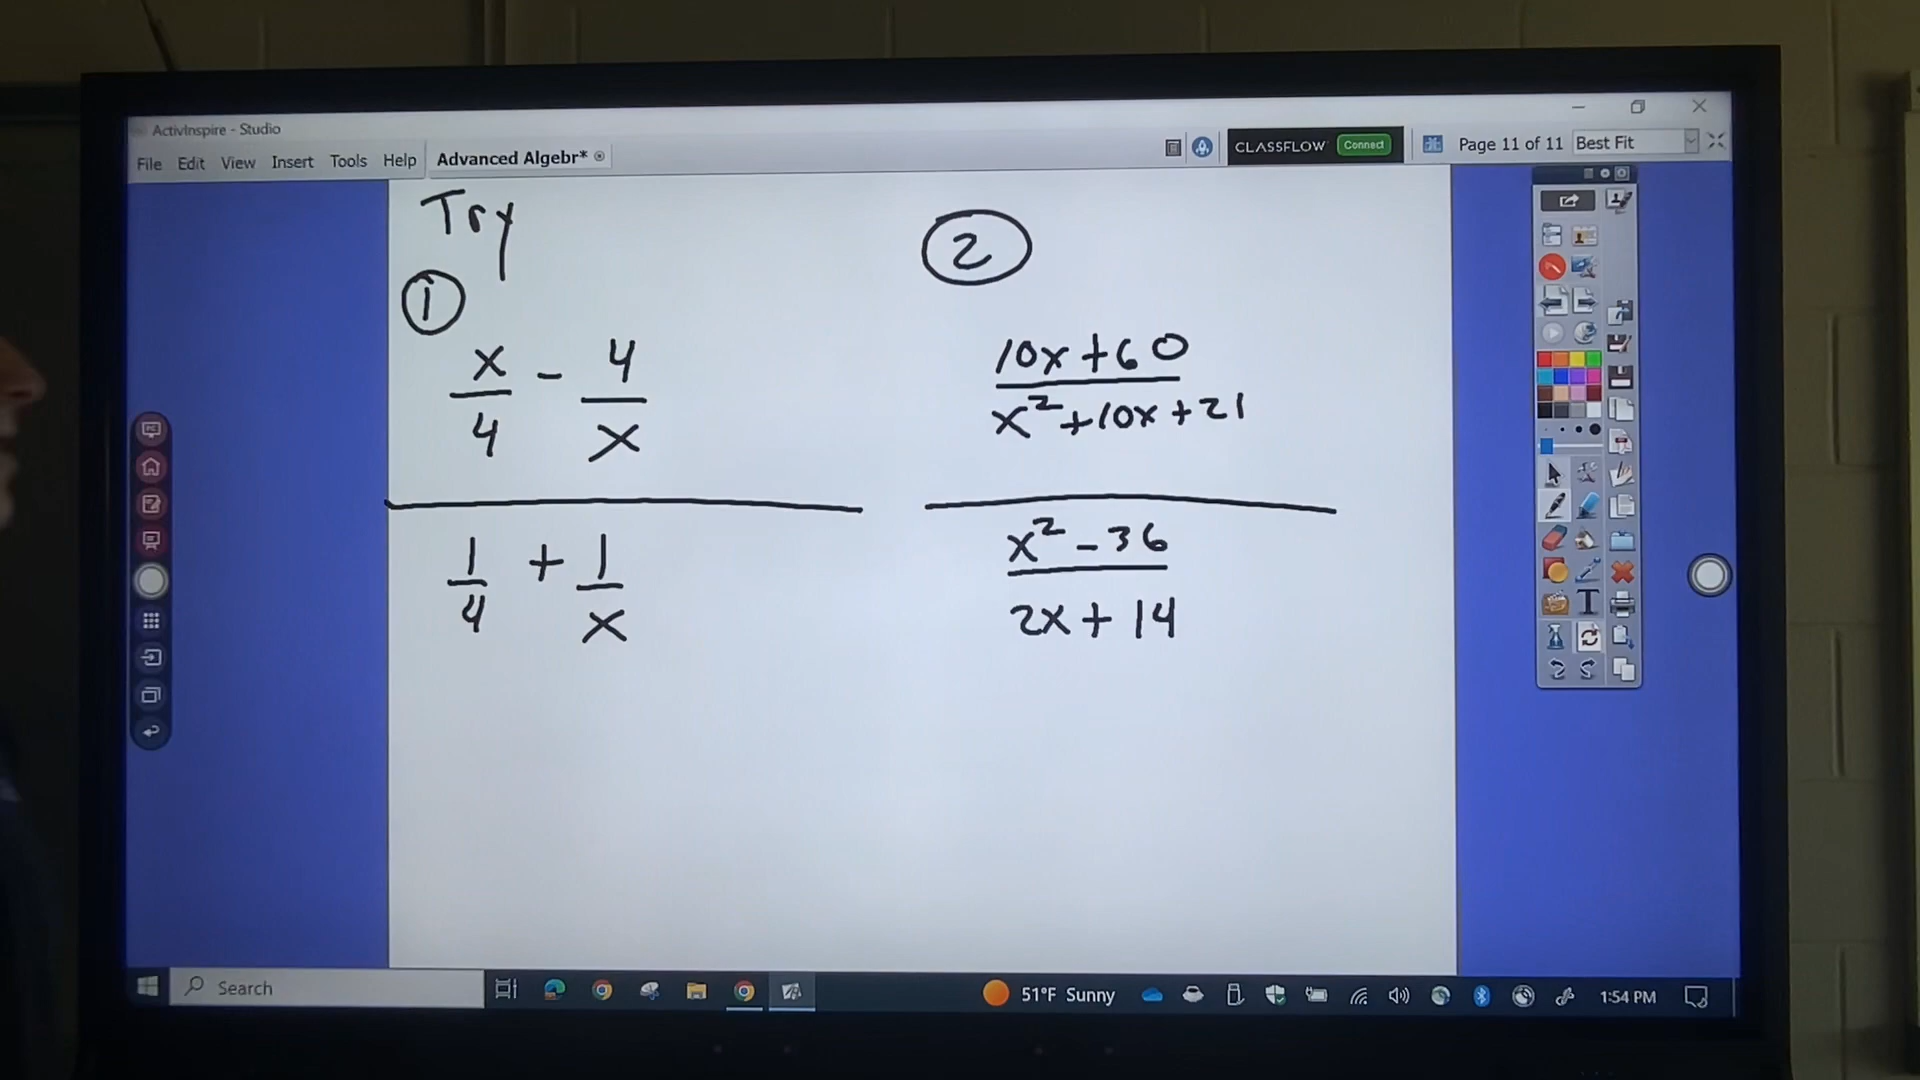 ActivInspire - Studio
File Edit View Insert Tools Help Advanced Algebr*
CLASSFLOW Connect
Page 11 of 11 Best Fit
Try
①
x/4 - 4/x
1/4 + 1/x
②
10x+60
x²+10x+21
x²-36
2x+14
T
Search
51°F Sunny
1:54 PM